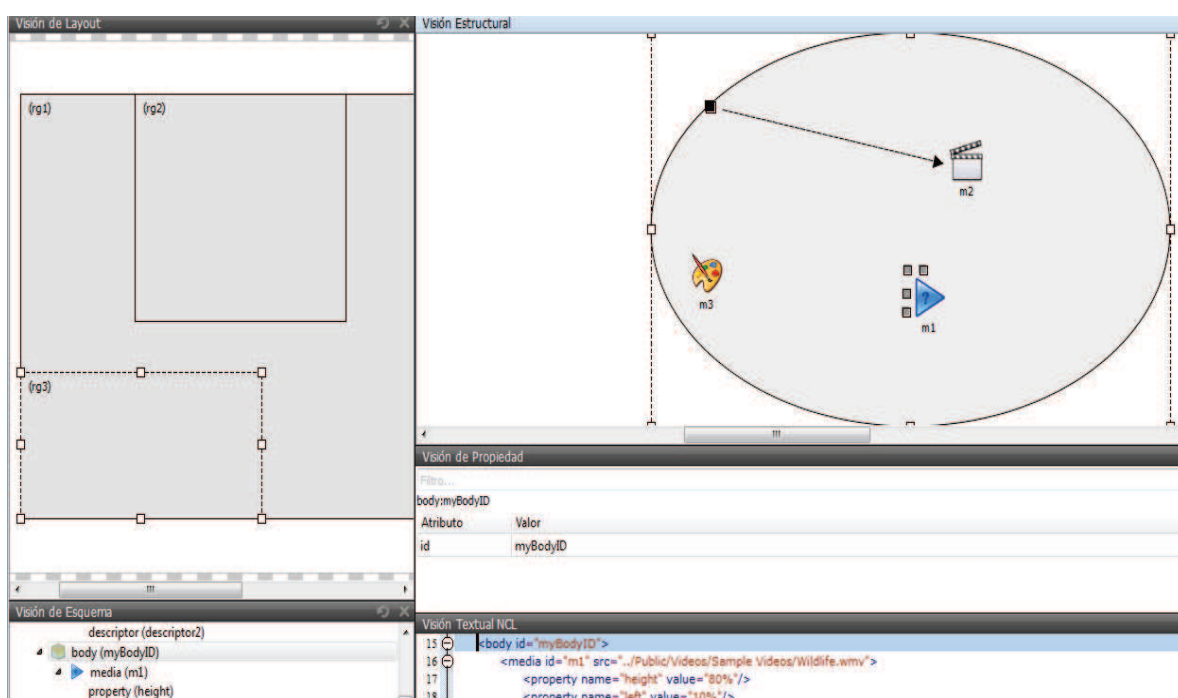 Visión de Layout
(rg1)
(rg2)
(rg3)
Visión de Esquema
descriptor (descriptor2)
body (myBodyID)
media (m1)
property (height)
Visión Estructural
m2
m3
?
m1
Visión de Propiedad
Filtro...
body:myBodyID
Atributo Valor
id myBodyID
Visión Textual NCL
15 <body id="myBodyID">
16 <media id="m1" src="../Public/Videos/Sample Videos/Wildlife.wmv">
17 <property name="height" value="80%"/>
18 <property name="left" value="10%"/>